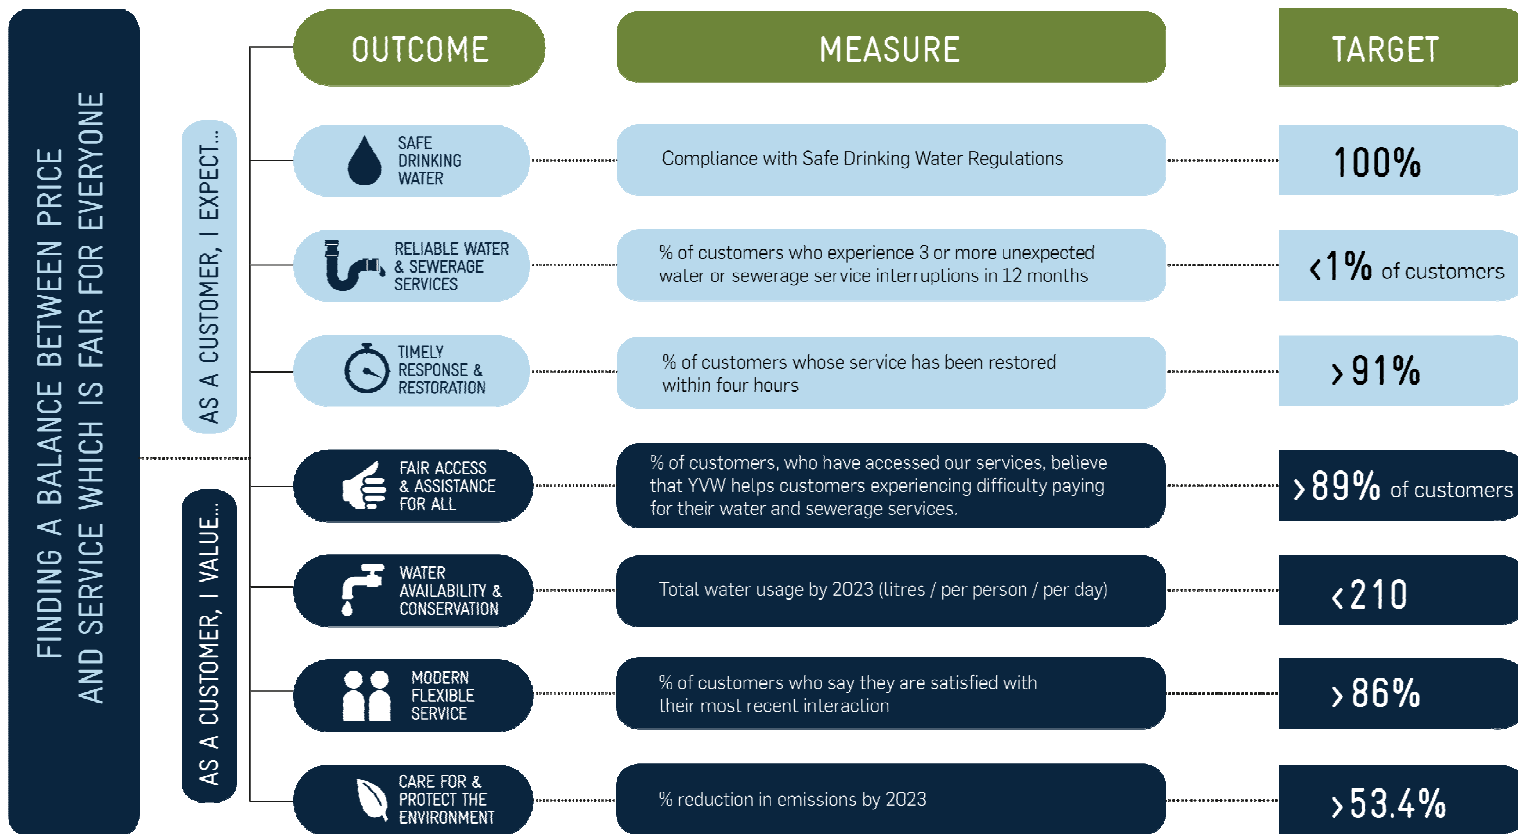 FINDING A BALANCE BETWEEN PRICE
AND SERVICE WHICH IS FAIR FOR EVERYONE
OUTCOME
MEASURE
TARGET
AS A CUSTOMER, I EXPECT...
SAFE
DRINKING
WATER
Compliance with Safe Drinking Water Regulations
100%
RELIABLE WATER
& SEWERAGE
SERVICES
% of customers who experience 3 or more unexpected
water or sewerage service interruptions in 12 months
<1% of customers
TIMELY
RESPONSE &
RESTORATION
% of customers whose service has been restored
within four hours
>91%
AS A CUSTOMER, I VALUE...
FAIR ACCESS
& ASSISTANCE
FOR ALL
% of customers, who have accessed our services, believe
that YVW helps customers experiencing difficulty paying
for their water and sewerage services.
>89% of customers
WATER
AVAILABILITY &
CONSERVATION
Total water usage by 2023 (litres / per person / per day)
<210
MODERN
FLEXIBLE
SERVICE
% of customers who say they are satisfied with
their most recent interaction
>86%
CARE FOR &
PROTECT THE
ENVIRONMENT
% reduction in emissions by 2023
>53.4%